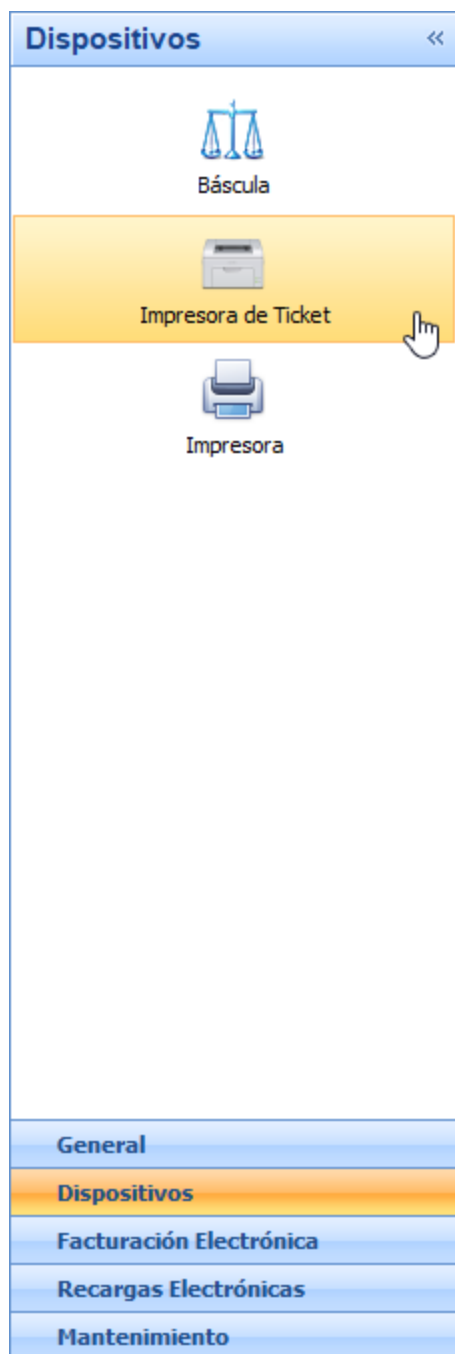 Dispositivos
Báscula
Impresora de Ticket
Impresora
General
Dispositivos
Facturación Electrónica
Recargas Electrónicas
Mantenimiento